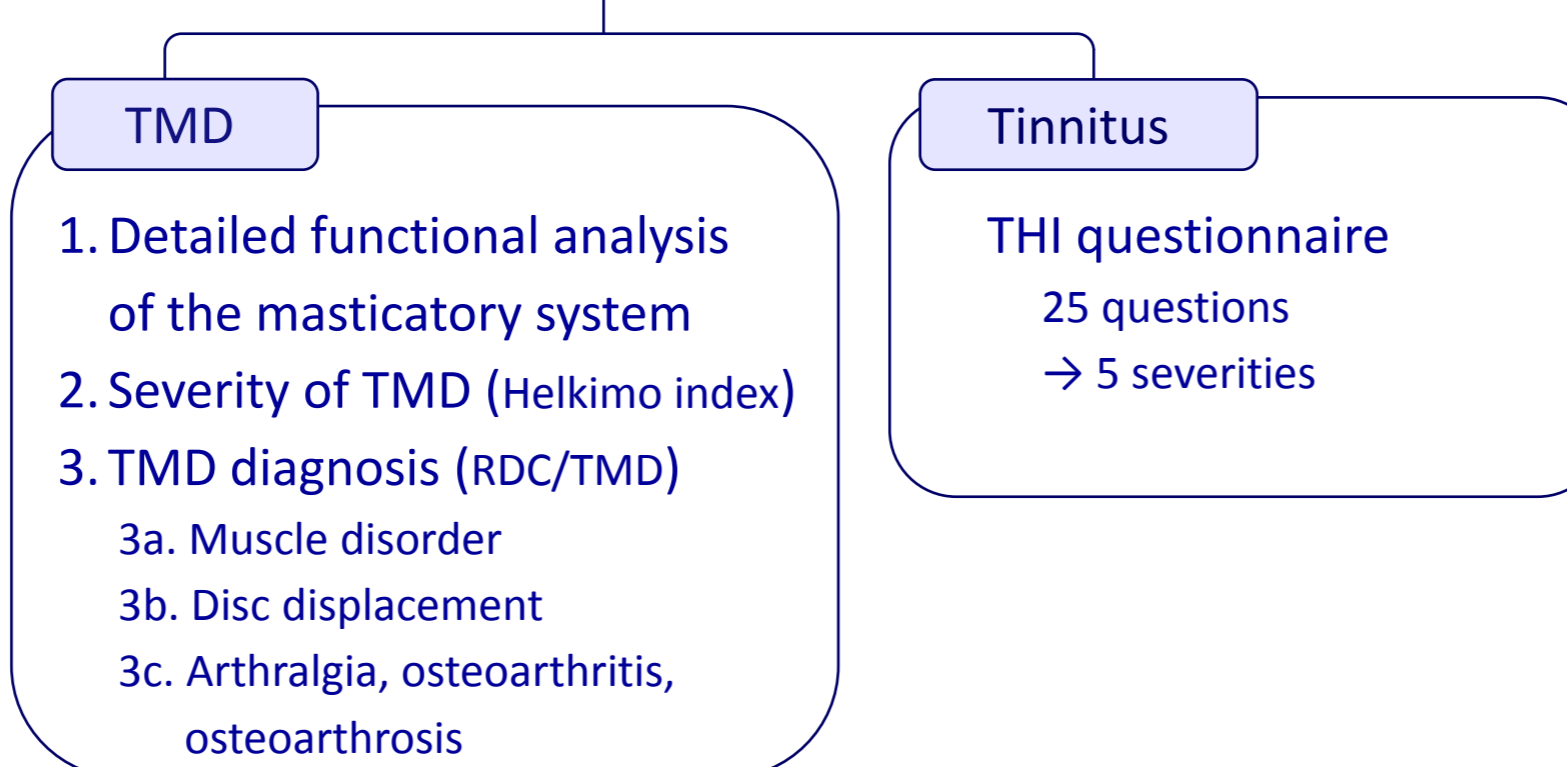 TMD
1. Detailed functional analysis
of the masticatory system
2. Severity of TMD (Helkimo index)
3. TMD diagnosis (RDC/TMD)
3a. Muscle disorder
3b. Disc displacement
3c. Arthralgia, osteoarthritis,
osteoarthrosis
Tinnitus
THI questionnaire
25 questions
→ 5 severities